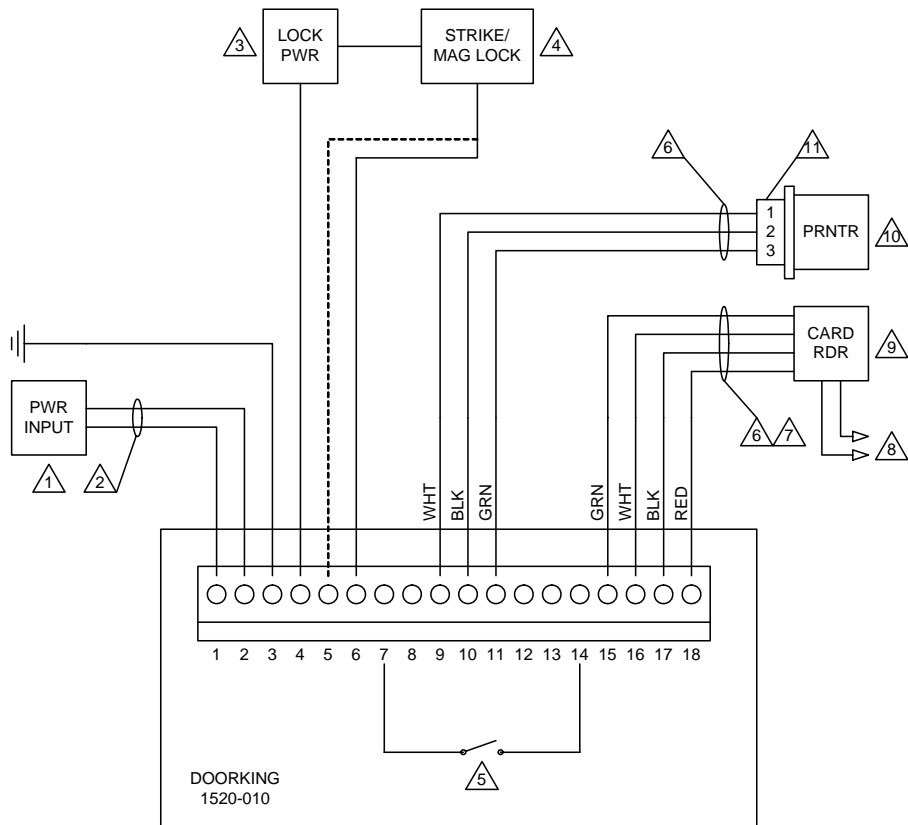 3
LOCK
PWR
STRIKE/
MAG LOCK
4
6
11
1
2
3
PRNTR
10
CARD
RDR
9
PWR
INPUT
6
7
8
1
2
WHT
BLK
GRN
GRN
WHT
BLK
RED
1 2 3 4 5 6 7 8 9 10 11 12 13 14 15 16 17 18
5
DOORKING
1520-010